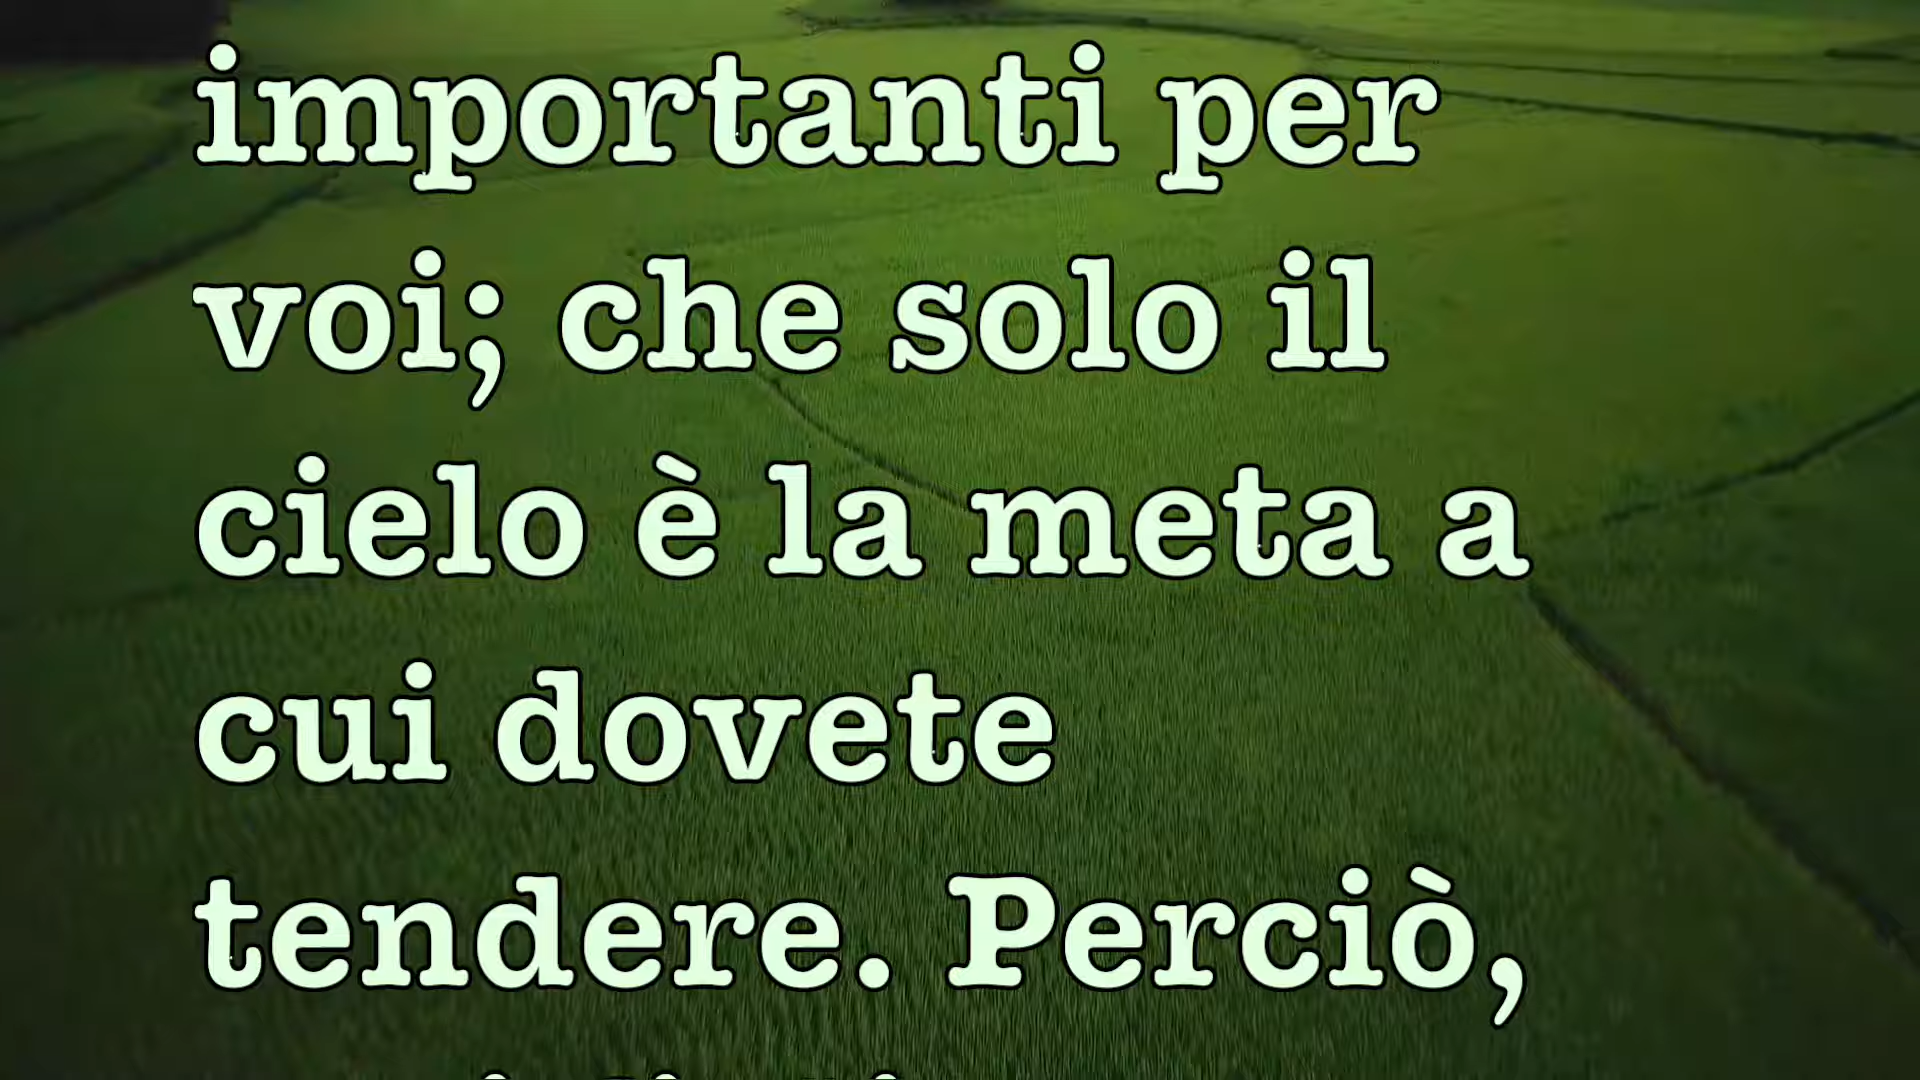 importanti per
voi; che solo il
cielo è la meta a
cui dovete
tendere. Perciò,